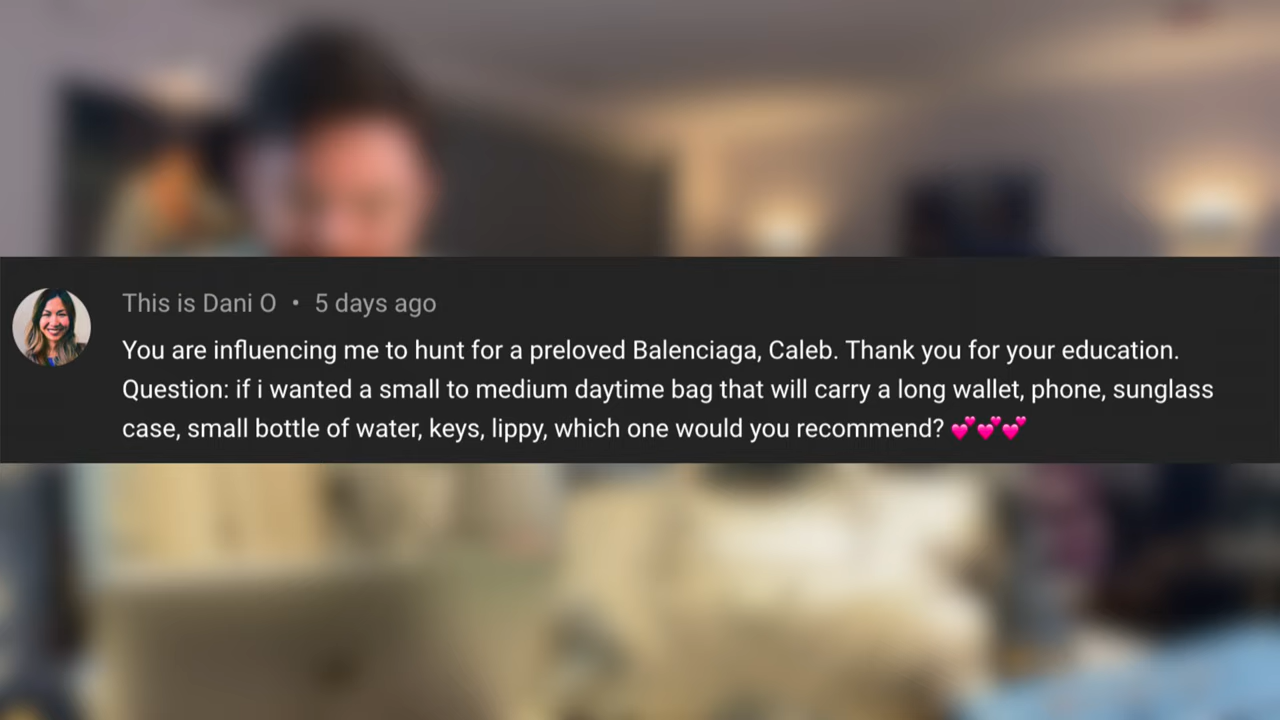 This is Dani O • 5 days ago
You are influencing me to hunt for a preloved Balenciaga, Caleb. Thank you for your education.
Question: if i wanted a small to medium daytime bag that will carry a long wallet, phone, sunglass
case, small bottle of water, keys, lippy, which one would you recommend? 💕💕💕